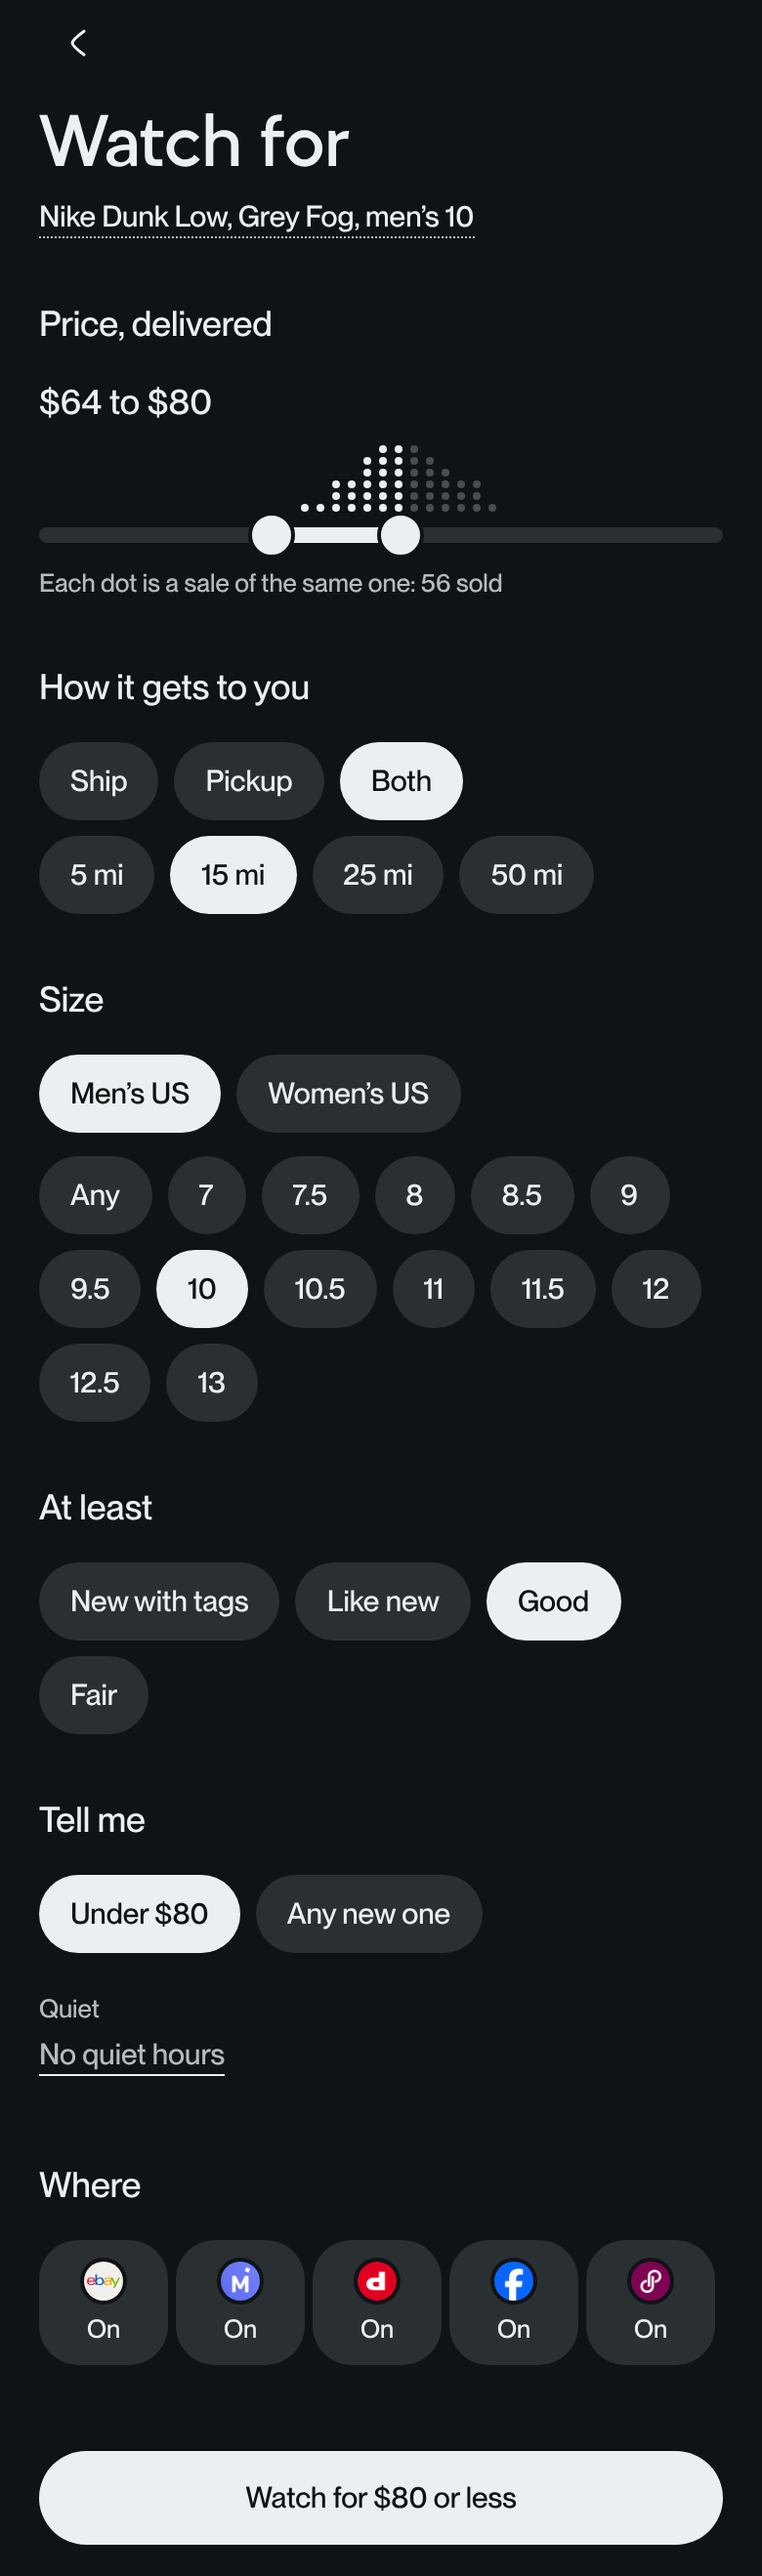 Watch for
Nike Dunk Low, Grey Fog, men’s 10
Price, delivered
$64 to $80
Each dot is a sale of the same one: 56 sold
How it gets to you
Ship Pickup Both
5 mi 15 mi 25 mi 50 mi
Size
Men’s US Women’s US
Any 7 7.5 8 8.5 9
9.5 10 10.5 11 11.5 12
12.5 13
At least
New with tags Like new Good
Fair
Tell me
Under $80 Any new one
Quiet
No quiet hours
Where
ebay M d f P
On On On On On
Watch for $80 or less